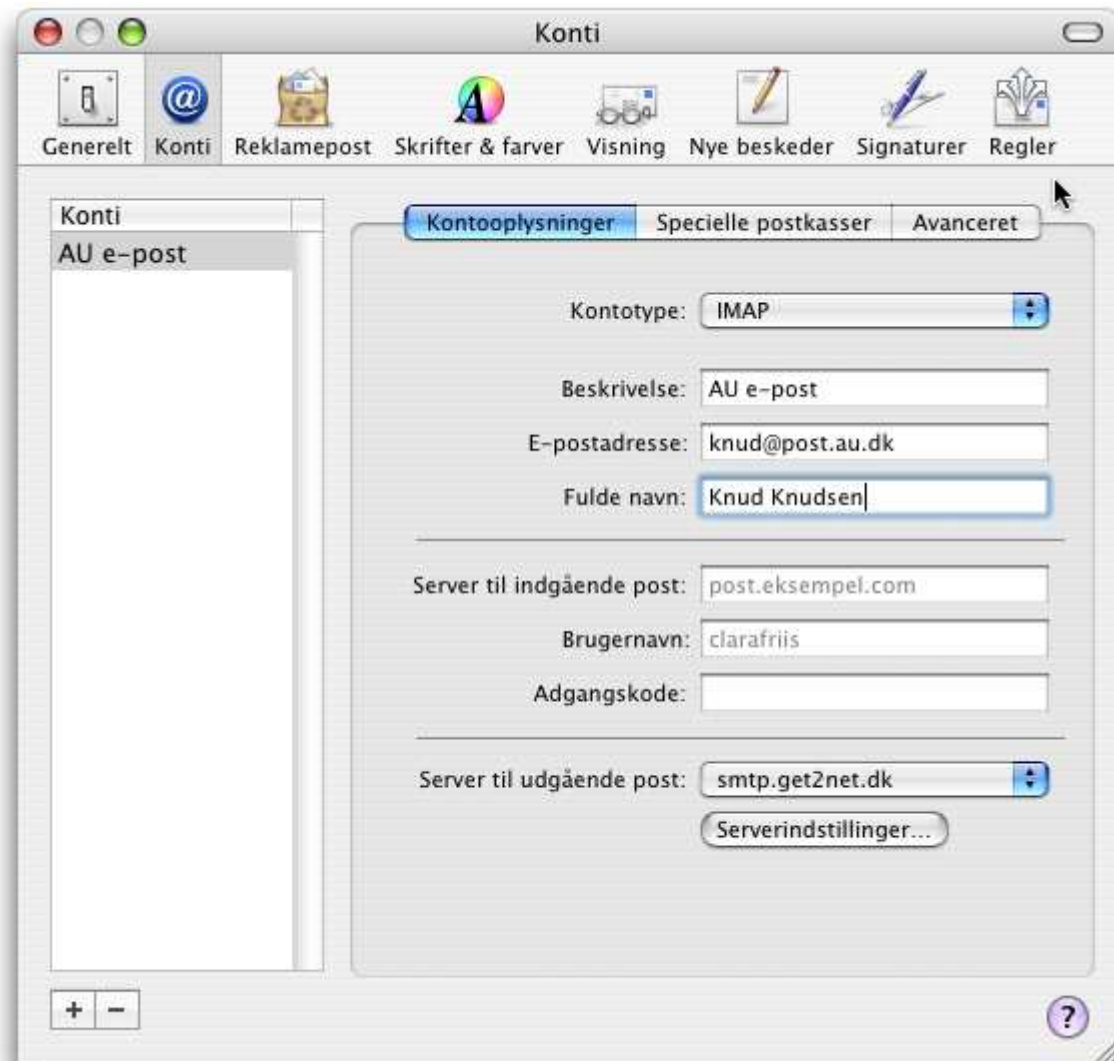 Konti
Generelt Konti Reklamepost Skrifter & farver Visning Nye beskeder Signaturer Regler
Konti
AU e-post
Kontooplysninger Specielle postkasser Avanceret
Kontotype: IMAP
Beskrivelse: AU e-post
E-postadresse: knud@post.au.dk
Fulde navn: Knud Knudsen
Server til indgående post: post.eksempel.com
Brugernavn: clarafriis
Adgangskode:
Server til udgående post: smtp.get2net.dk
Serverindstillinger...
+ − ?